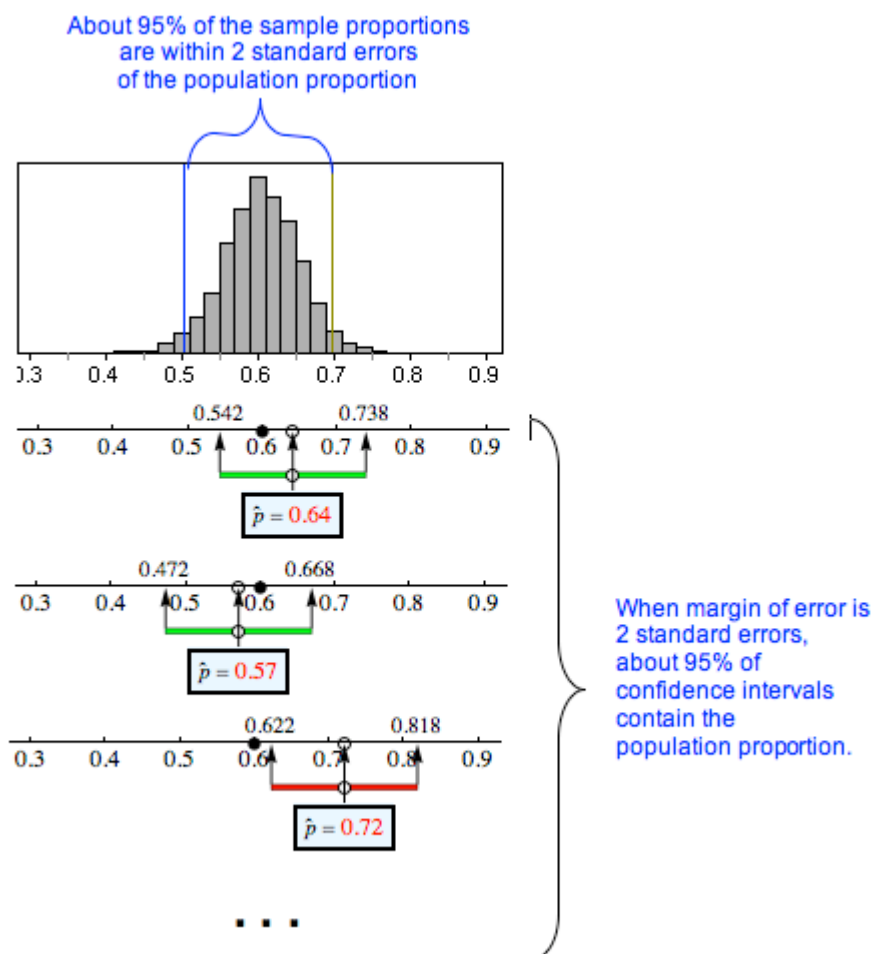 About 95% of the sample proportions
are within 2 standard errors
of the population proportion
0.3 0.4 0.5 0.6 0.7 0.8 0.9
0.542 0.738
0.3 0.4 0.5 0.6 0.7 0.8 0.9
p̂ = 0.64
0.472 0.668
0.3 0.4 0.5 0.6 0.7 0.8 0.9
p̂ = 0.57
When margin of error is
2 standard errors,
about 95% of
confidence intervals
contain the
population proportion.
0.622 0.818
0.3 0.4 0.5 0.6 0.7 0.8 0.9
p̂ = 0.72
. . .